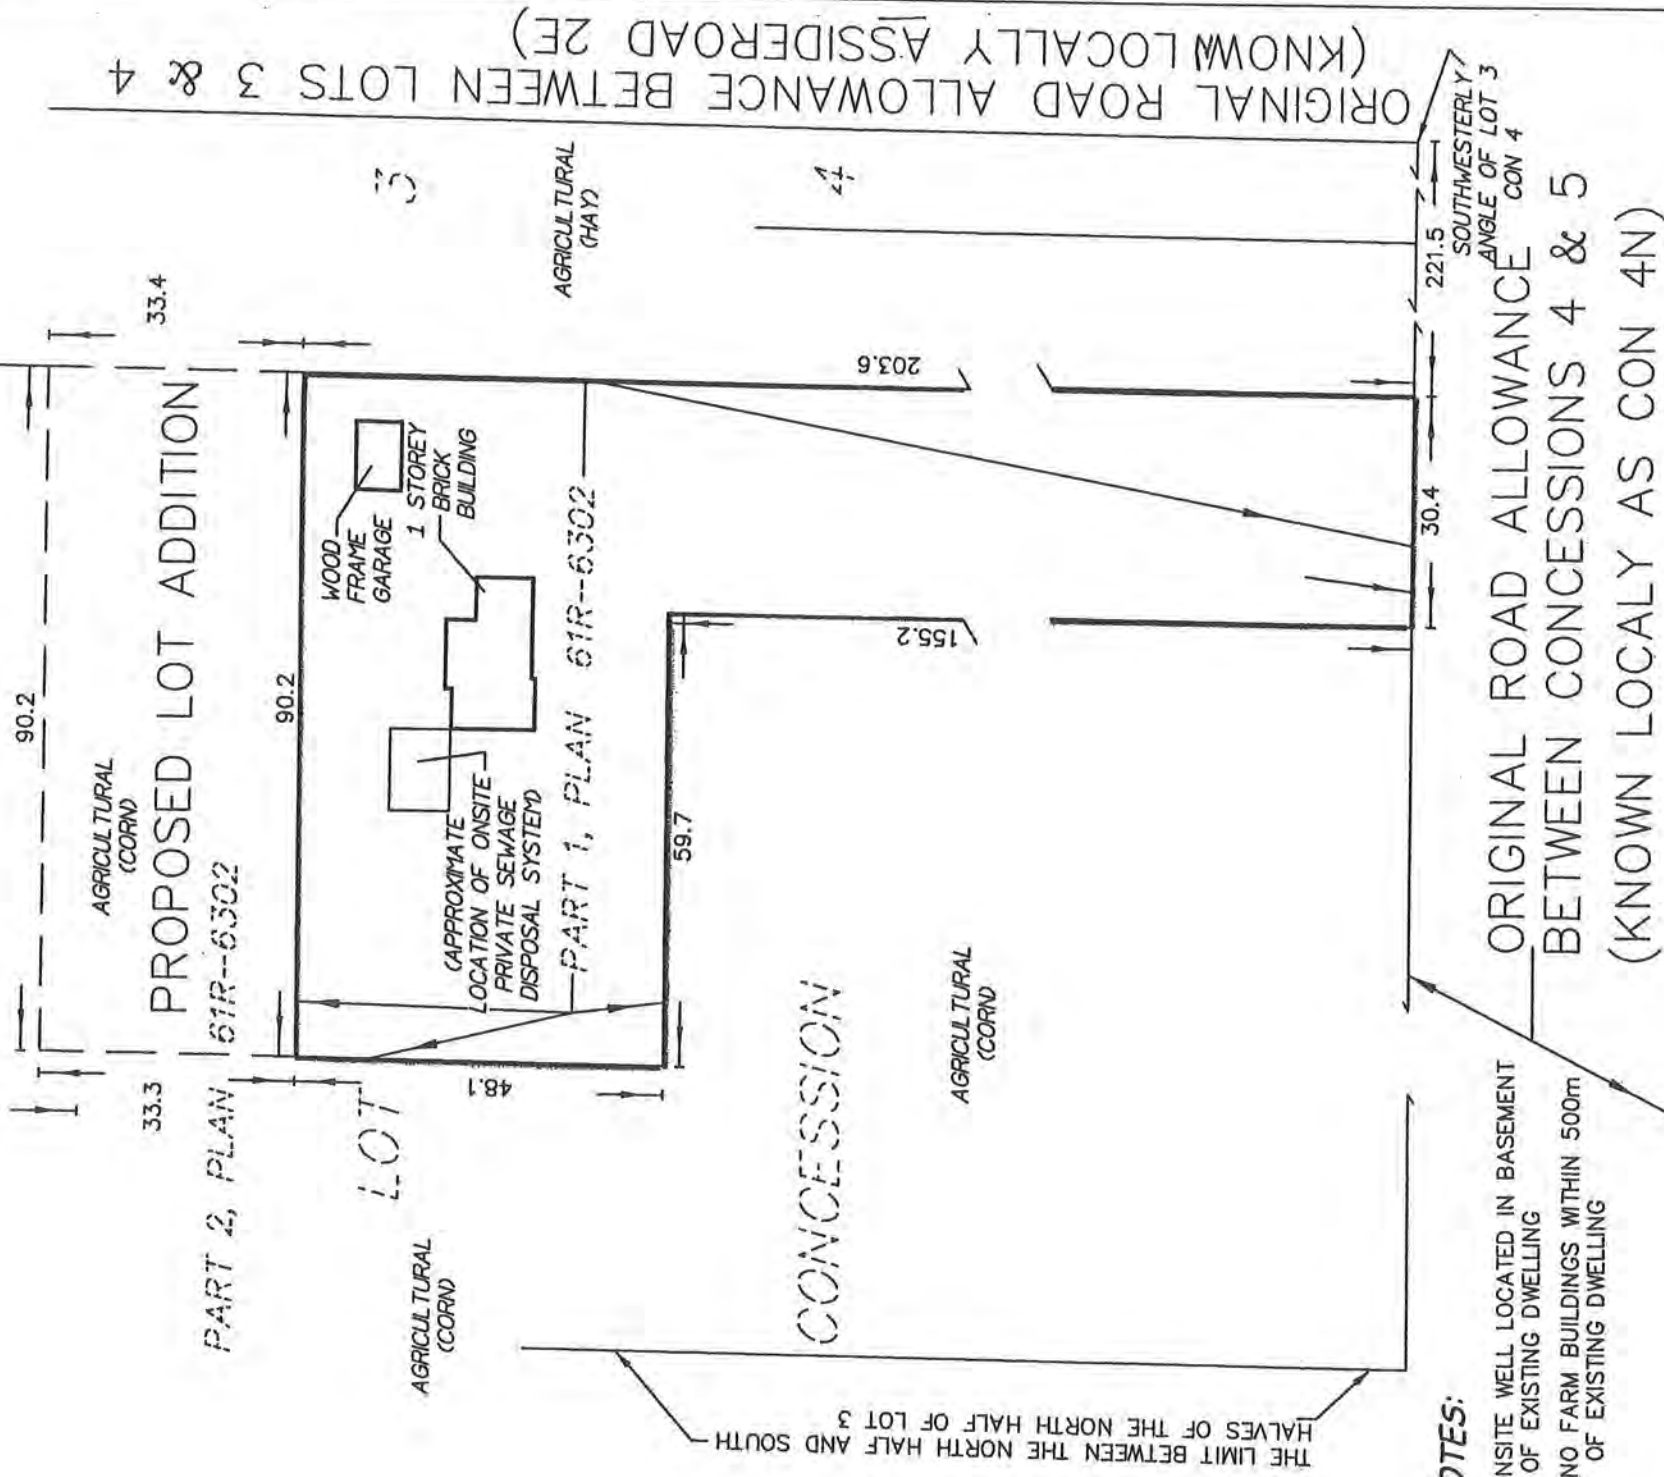 ORIGINAL ROAD ALLOWANCE BETWEEN LOTS 3 & 4
(KNOWN LOCALLY AS SIDEROAD 2E)
33.4
90.2
AGRICULTURAL
(CORN)
PROPOSED LOT ADDITION
33.3
PART 2, PLAN 61R-6302
90.2
WOOD
FRAME
GARAGE
1 STOREY
BRICK
BUILDING
(APPROXIMATE
LOCATION OF ONSITE
PRIVATE SEWAGE
DISPOSAL SYSTEM)
PART 1, PLAN 61R-6302
48.1
59.7
155.2
203.6
LOT
3
AGRICULTURAL
(HAY)
AGRICULTURAL
(CORN)
CONCESSION
4
AGRICULTURAL
(CORN)
30.4
221.5
SOUTHWESTERLY
ANGLE OF LOT 3
CON 4
THE LIMIT BETWEEN THE NORTH HALF AND SOUTH
HALVES OF THE NORTH HALF OF LOT 3
ORIGINAL ROAD ALLOWANCE
BETWEEN CONCESSIONS 4 & 5
(KNOWN LOCALY AS CON 4N)
OTES:
NSITE WELL LOCATED IN BASEMENT
OF EXISTING DWELLING
NO FARM BUILDINGS WITHIN 500m
OF EXISTING DWELLING